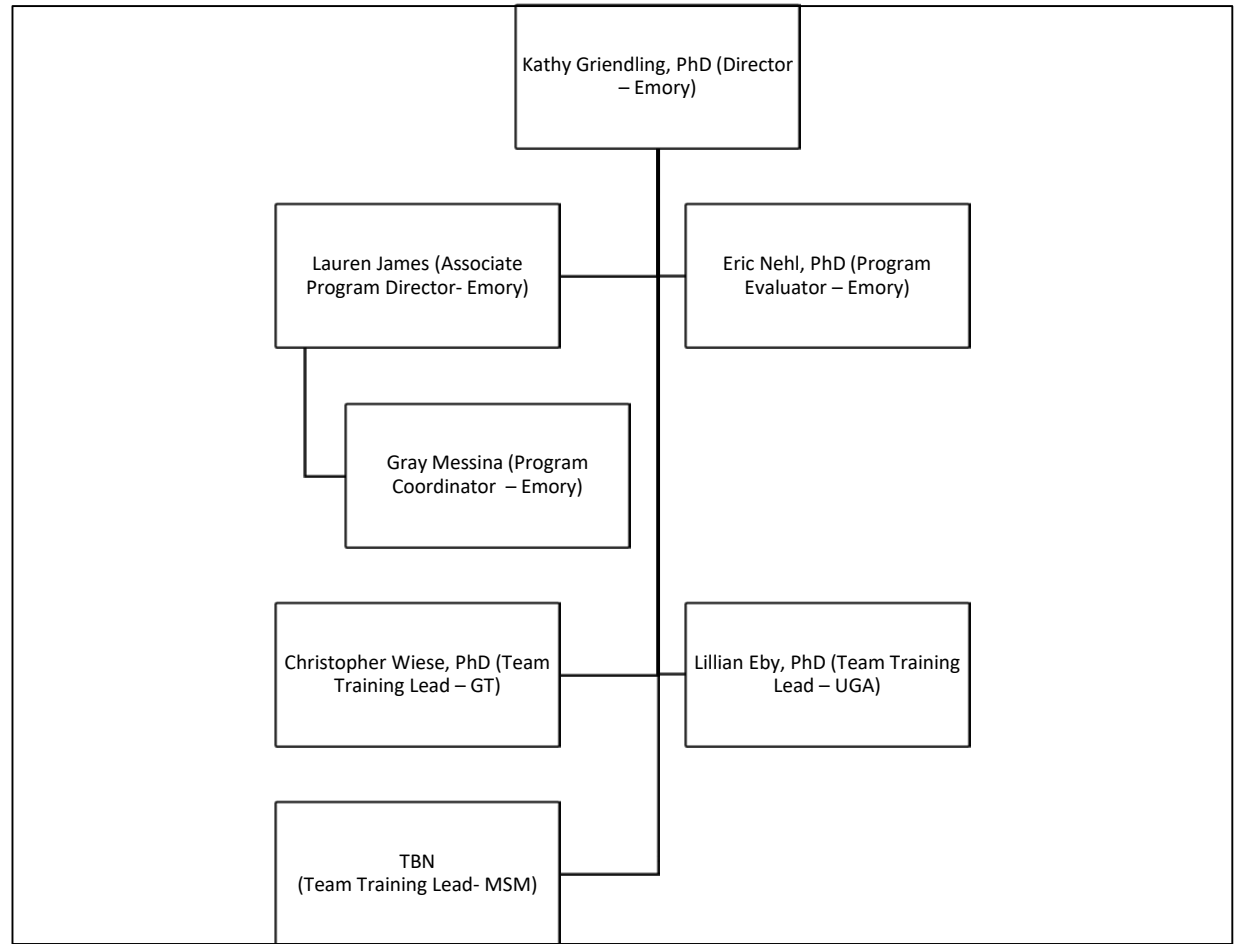 Kathy Griendling, PhD (Director
– Emory)
Lauren James (Associate
Program Director- Emory)
Eric Nehl, PhD (Program
Evaluator – Emory)
Gray Messina (Program
Coordinator  – Emory)
Christopher Wiese, PhD (Team
Training Lead – GT)
Lillian Eby, PhD (Team Training
Lead – UGA)
TBN
(Team Training Lead- MSM)